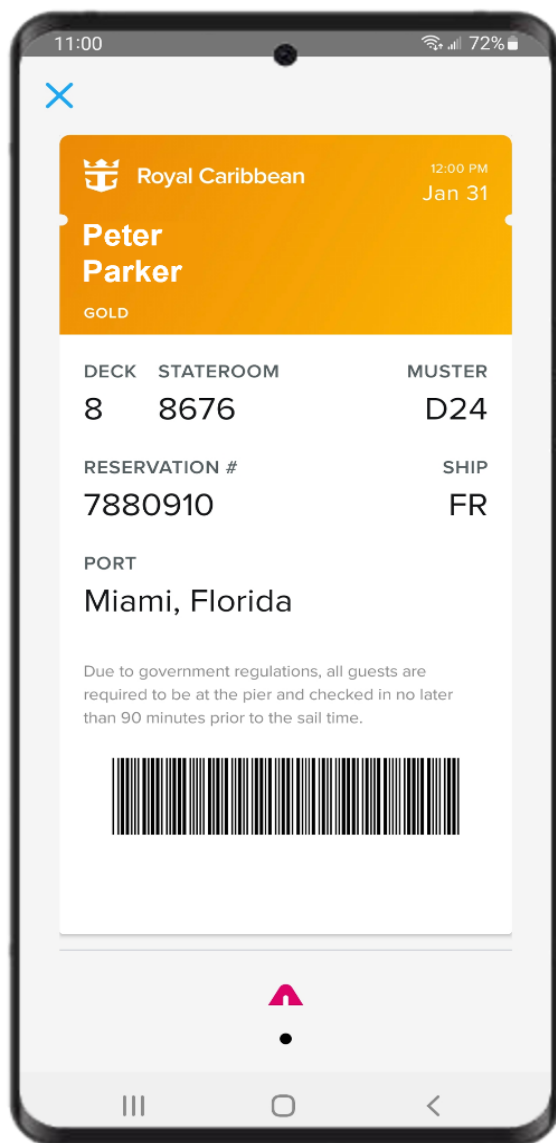 11:00 72%
Royal Caribbean
12:00 PM
Jan 31
Peter
Parker
GOLD
DECK STATEROOM MUSTER
8 8676 D24
RESERVATION # SHIP
7880910 FR
PORT
Miami, Florida
Due to government regulations, all guests are
required to be at the pier and checked in no later
than 90 minutes prior to the sail time.